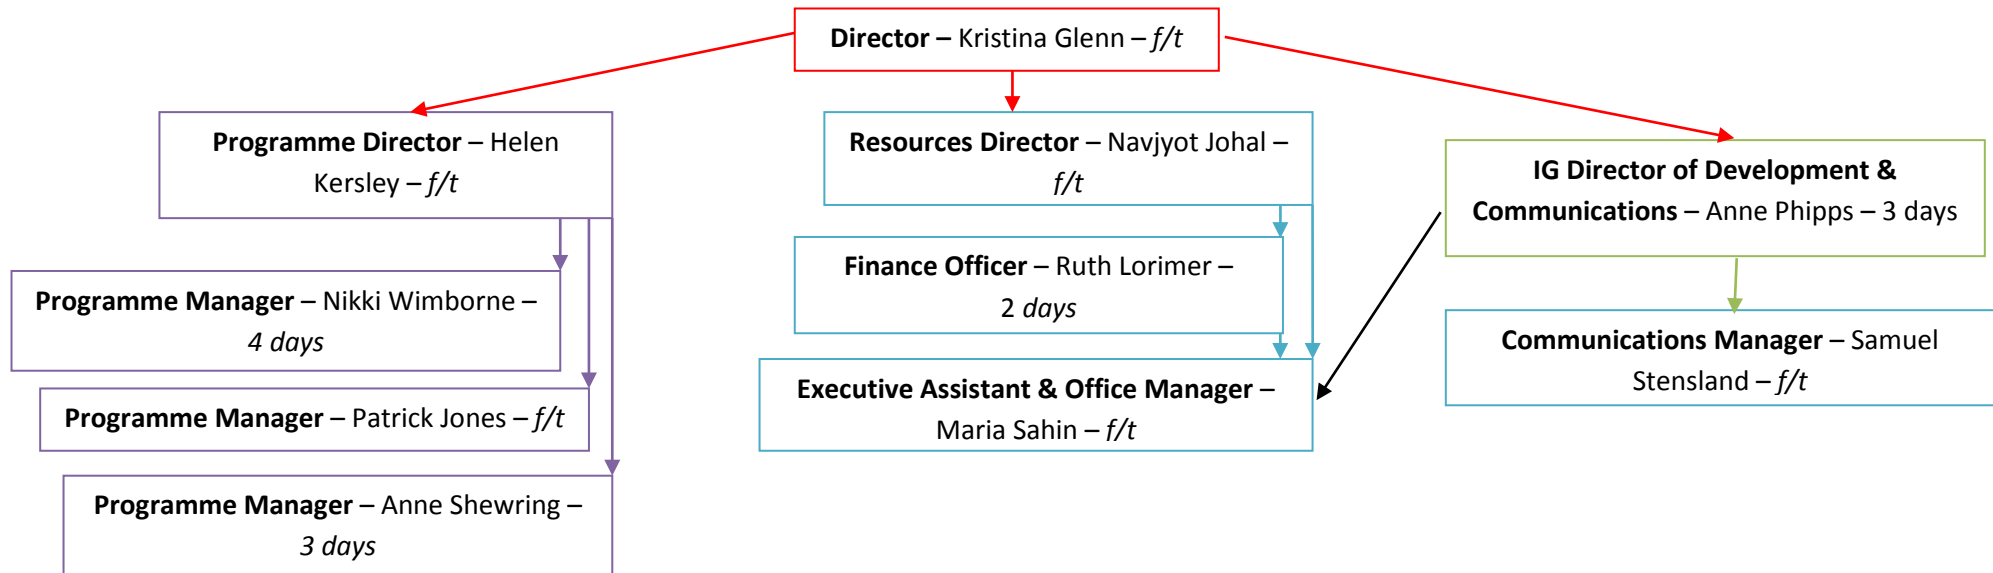 Director – Kristina Glenn – f/t
Programme Director – Helen
Kersley – f/t
Resources Director – Navjyot Johal –
f/t
IG Director of Development &
Communications – Anne Phipps – 3 days
Finance Officer – Ruth Lorimer –
2 days
Programme Manager – Nikki Wimborne –
4 days
Communications Manager – Samuel
Stensland – f/t
Executive Assistant & Office Manager –
Maria Sahin – f/t
Programme Manager – Patrick Jones – f/t
Programme Manager – Anne Shewring –
3 days